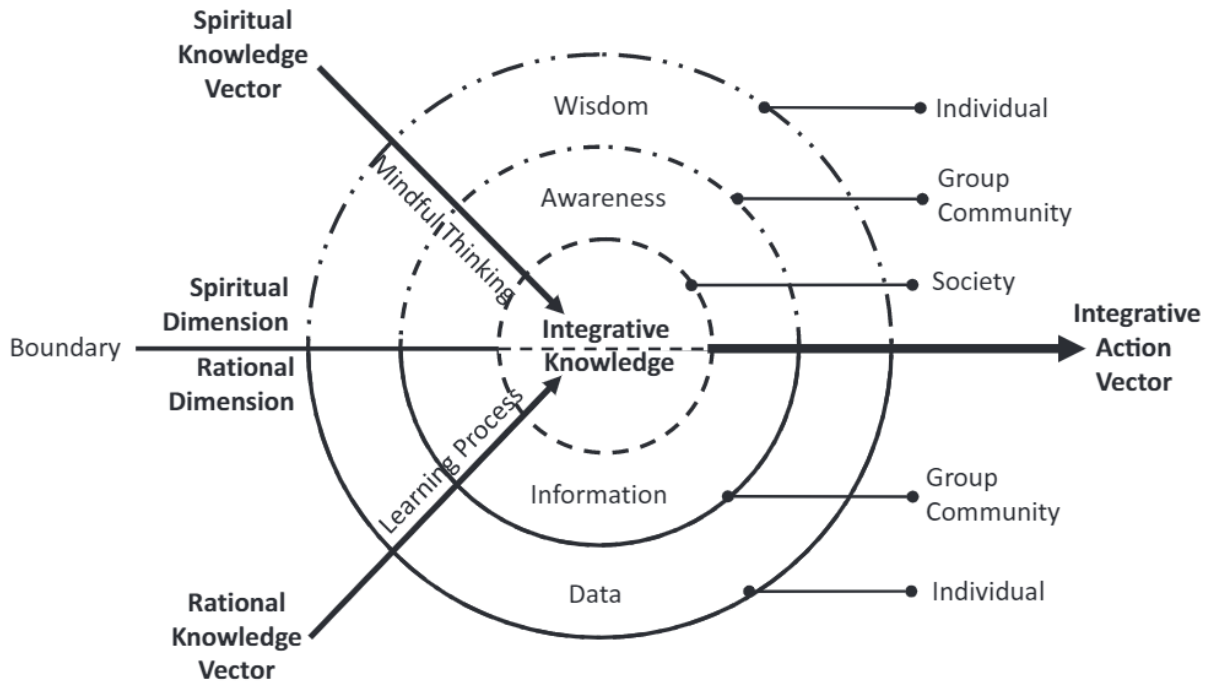 Spiritual
Knowledge
Vector
Wisdom
Individual
Mindful Thinking
Awareness
Group
Community
Society
Spiritual
Dimension
Boundary
Rational
Dimension
Integrative
Knowledge
Integrative
Action
Vector
Learning Process
Information
Group
Community
Data
Individual
Rational
Knowledge
Vector